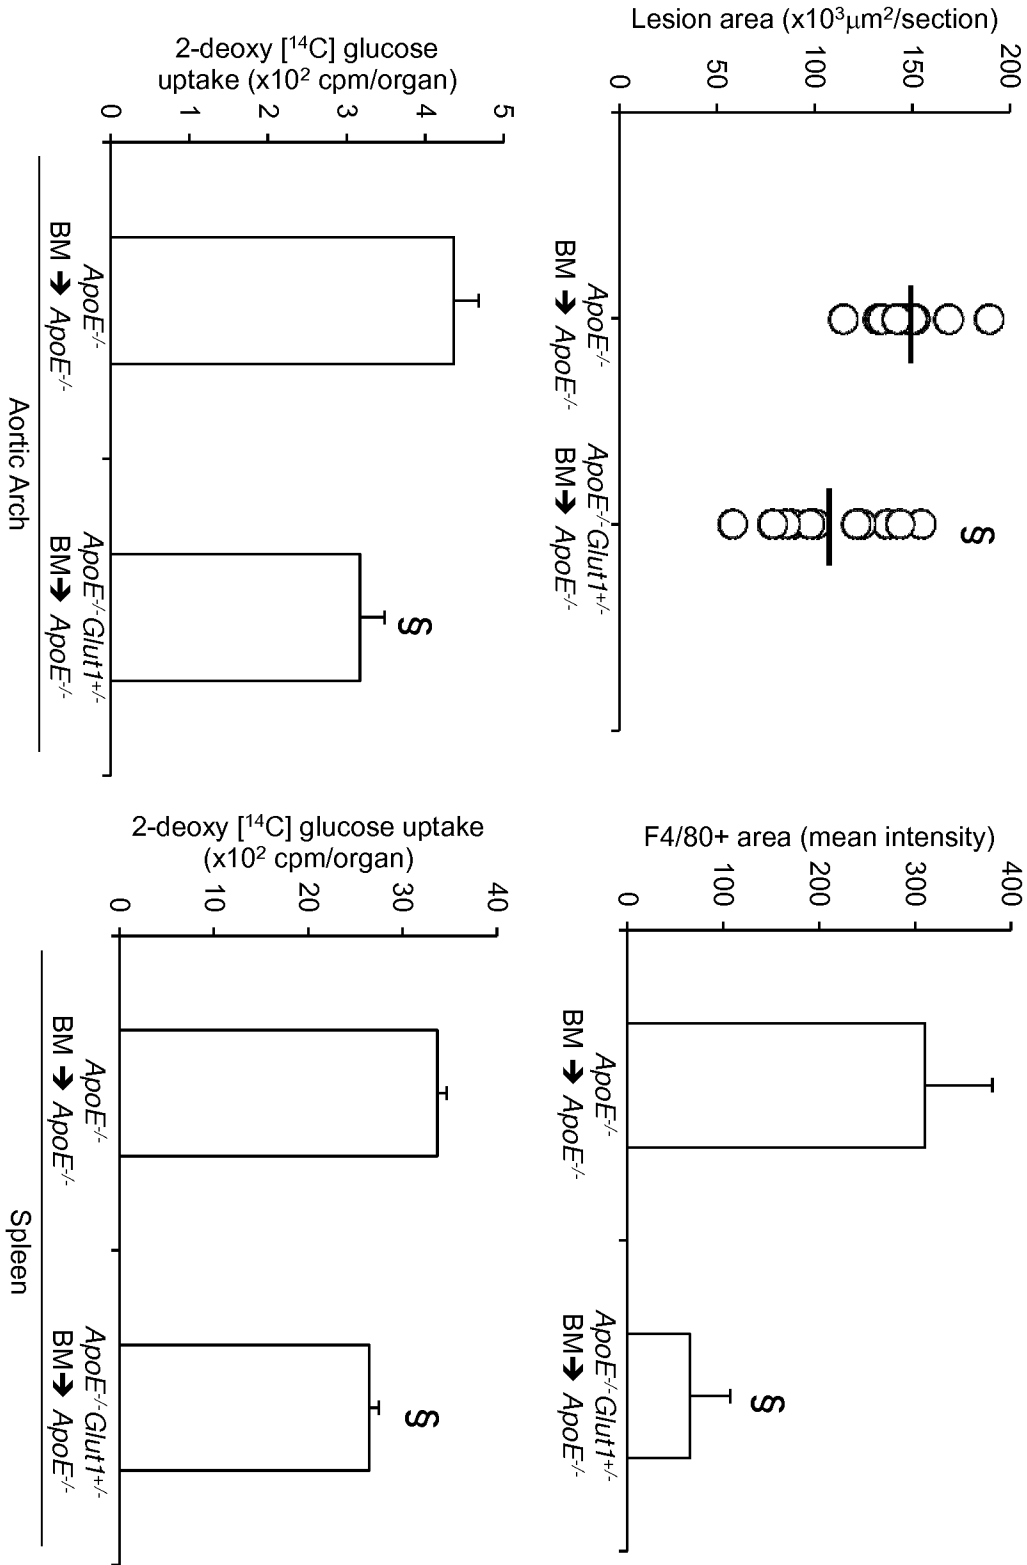 Lesion area (x10³μm²/section)
200
150
100
50
0
§
ApoE⁻/⁻
BM ➔ ApoE⁻/⁻
ApoE⁻/⁻Glut1⁺/⁻
BM➔ ApoE⁻/⁻
F4/80+ area (mean intensity)
400
300
200
100
0
§
ApoE⁻/⁻
BM ➔ ApoE⁻/⁻
ApoE⁻/⁻Glut1⁺/⁻
BM➔ ApoE⁻/⁻
2-deoxy [¹⁴C] glucose
uptake (x10² cpm/organ)
5
4
3
2
1
0
§
ApoE⁻/⁻
BM ➔ ApoE⁻/⁻
ApoE⁻/⁻Glut1⁺/⁻
BM➔ ApoE⁻/⁻
Aortic Arch
2-deoxy [¹⁴C] glucose uptake
(x10² cpm/organ)
40
30
20
10
0
§
ApoE⁻/⁻
BM ➔ ApoE⁻/⁻
ApoE⁻/⁻Glut1⁺/⁻
BM➔ ApoE⁻/⁻
Spleen